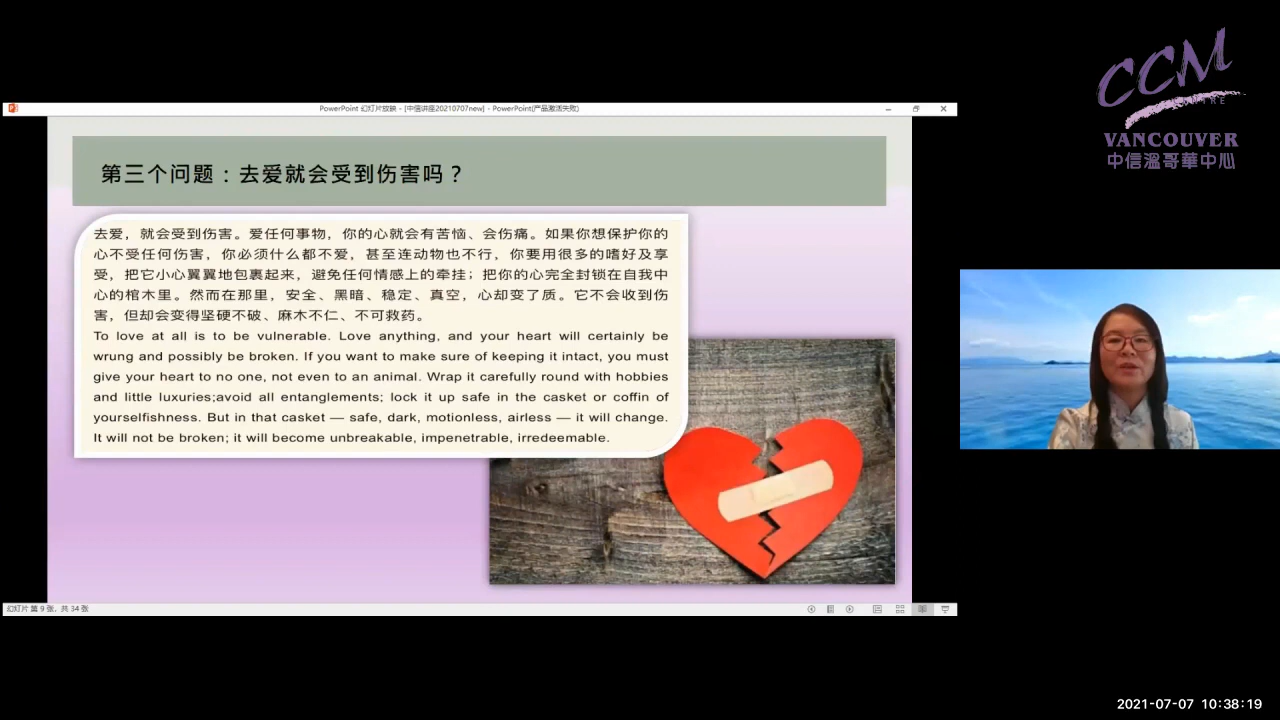 CCM
CENTRE
VANCOUVER
中信溫哥華中心
PowerPoint 幻灯片放映 - [中信讲座20210707new] - PowerPoint(产品激活失败)
第三个问题：去爱就会受到伤害吗？
去爱，就会受到伤害。爱任何事物，你的心就会有苦恼、会伤痛。如果你想保护你的
心不受任何伤害，你必须什么都不爱，甚至连动物也不行，你要用很多的嗜好及享
受，把它小心翼翼地包裹起来，避免任何情感上的牵挂；把你的心完全封锁在自我中
心的棺木里。然而在那里，安全、黑暗、稳定、真空，心却变了质。它不会收到伤
害，但却会变得坚硬不破、麻木不仁、不可救药。
To love at all is to be vulnerable. Love anything, and your heart will certainly be
wrung and possibly be broken. If you want to make sure of keeping it intact, you must
give your heart to no one, not even to an animal. Wrap it carefully round with hobbies
and little luxuries;avoid all entanglements; lock it up safe in the casket or coffin of
yourselfishness. But in that casket — safe, dark, motionless, airless — it will change.
It will not be broken; it will become unbreakable, impenetrable, irredeemable.
幻灯片 第 9 张，共 34 张
2021-07-07 10:38:19